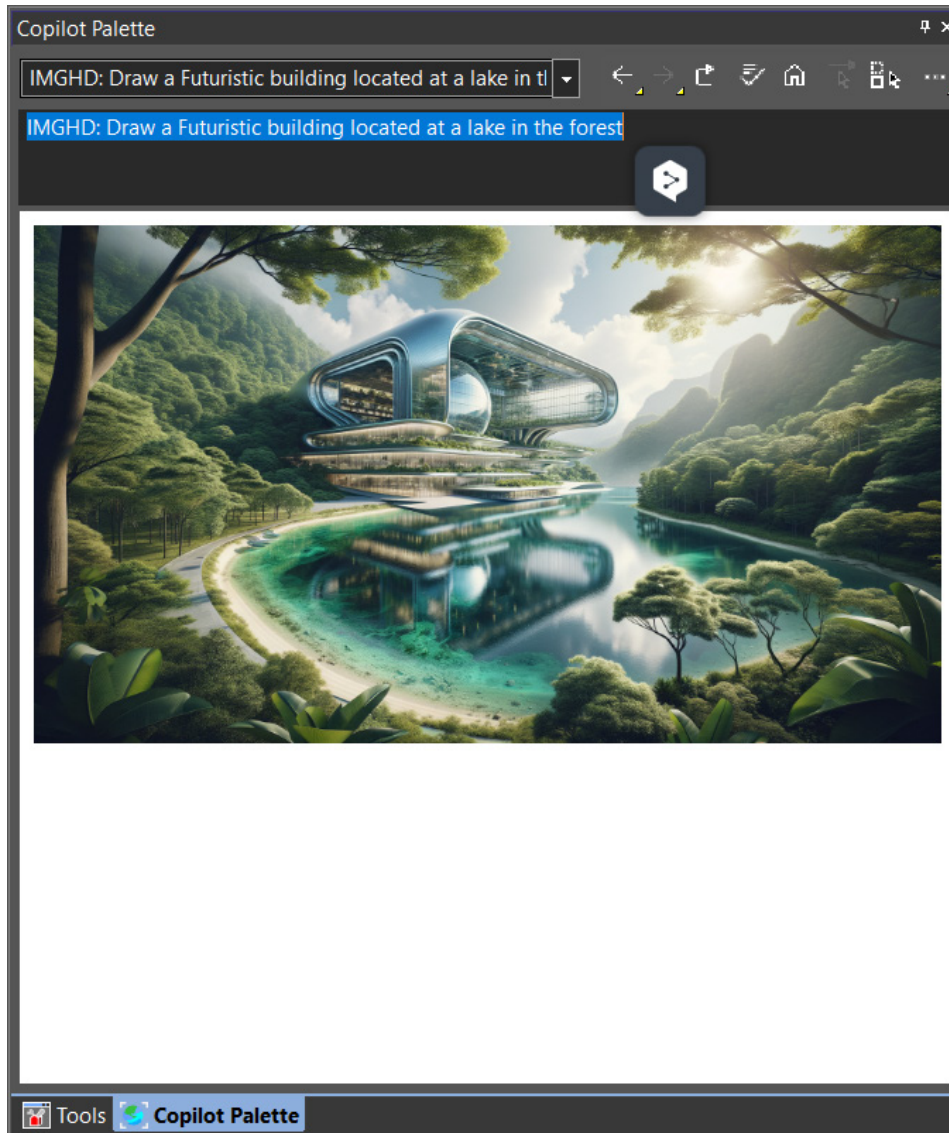 Copilot Palette
IMGHD: Draw a Futuristic building located at a lake in tl
IMGHD: Draw a Futuristic building located at a lake in the forest
Tools
Copilot Palette